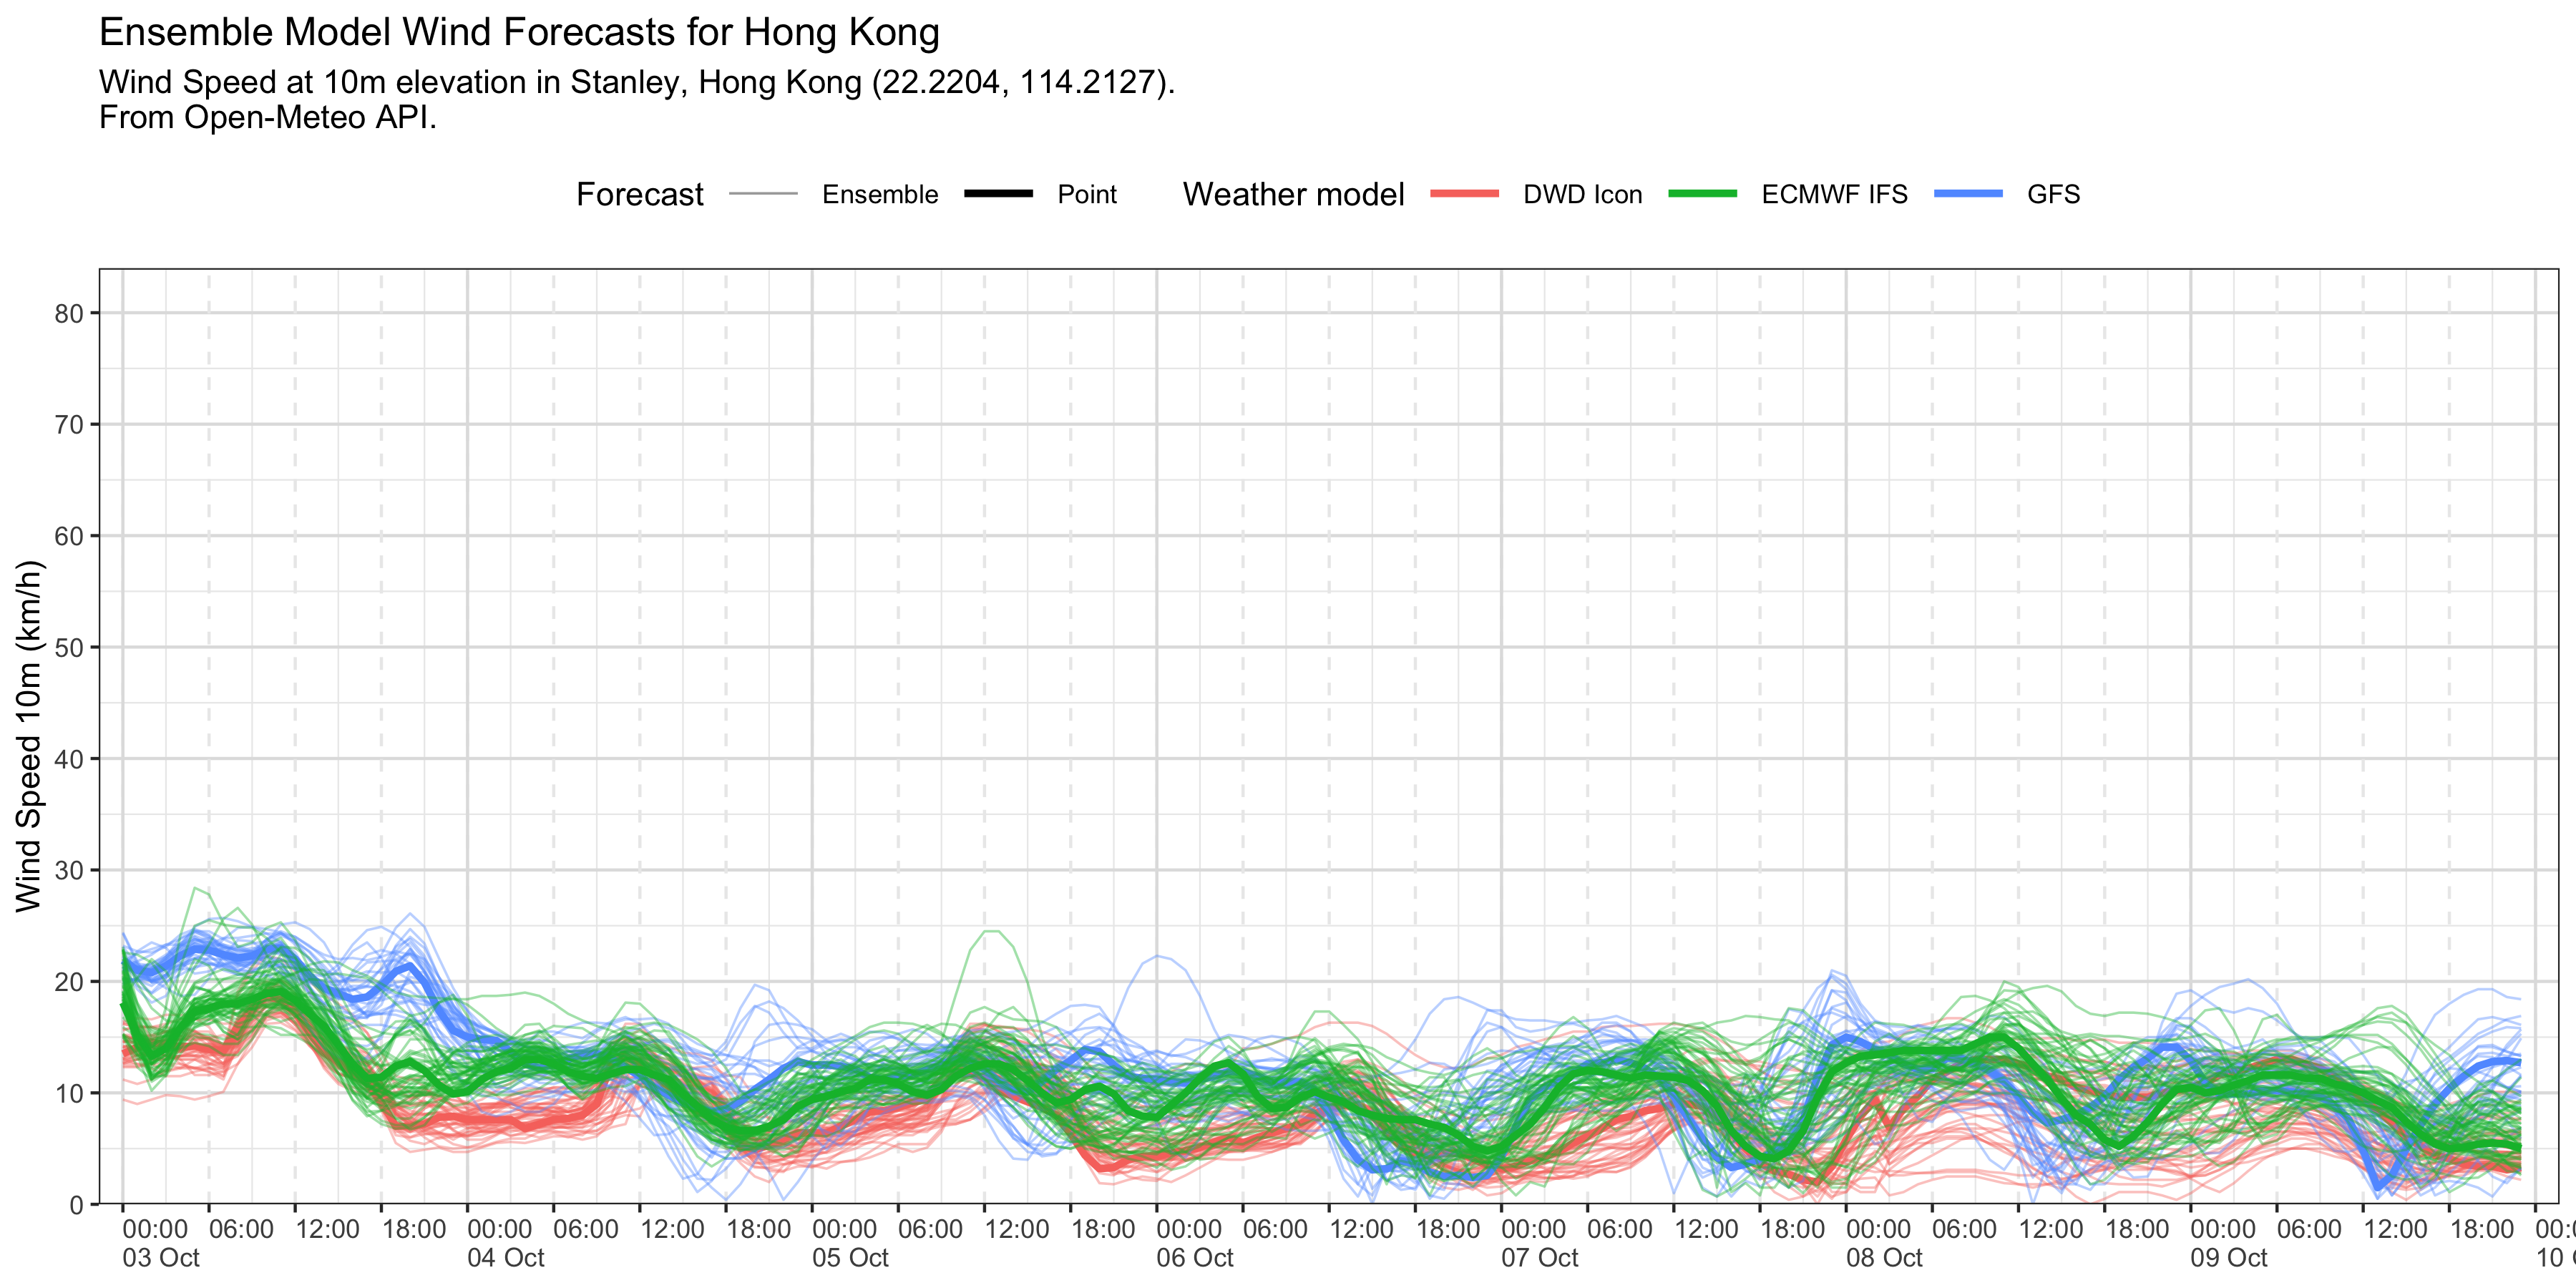 Ensemble Model Wind Forecasts for Hong Kong
Wind Speed at 10m elevation in Stanley, Hong Kong (22.2204, 114.2127).
From Open-Meteo API.
Forecast Ensemble Point Weather model DWD Icon ECMWF IFS GFS
Wind Speed 10m (km/h)
80
70
60
50
40
30
20
10
0
00:00 06:00 12:00 18:00 00:00 06:00 12:00 18:00 00:00 06:00 12:00 18:00 00:00 06:00 12:00 18:00 00:00 06:00 12:00 18:00 00:00 06:00 12:00 18:00 00:00 06:00 12:00 18:00
03 Oct 04 Oct 05 Oct 06 Oct 07 Oct 08 Oct 09 Oct 10